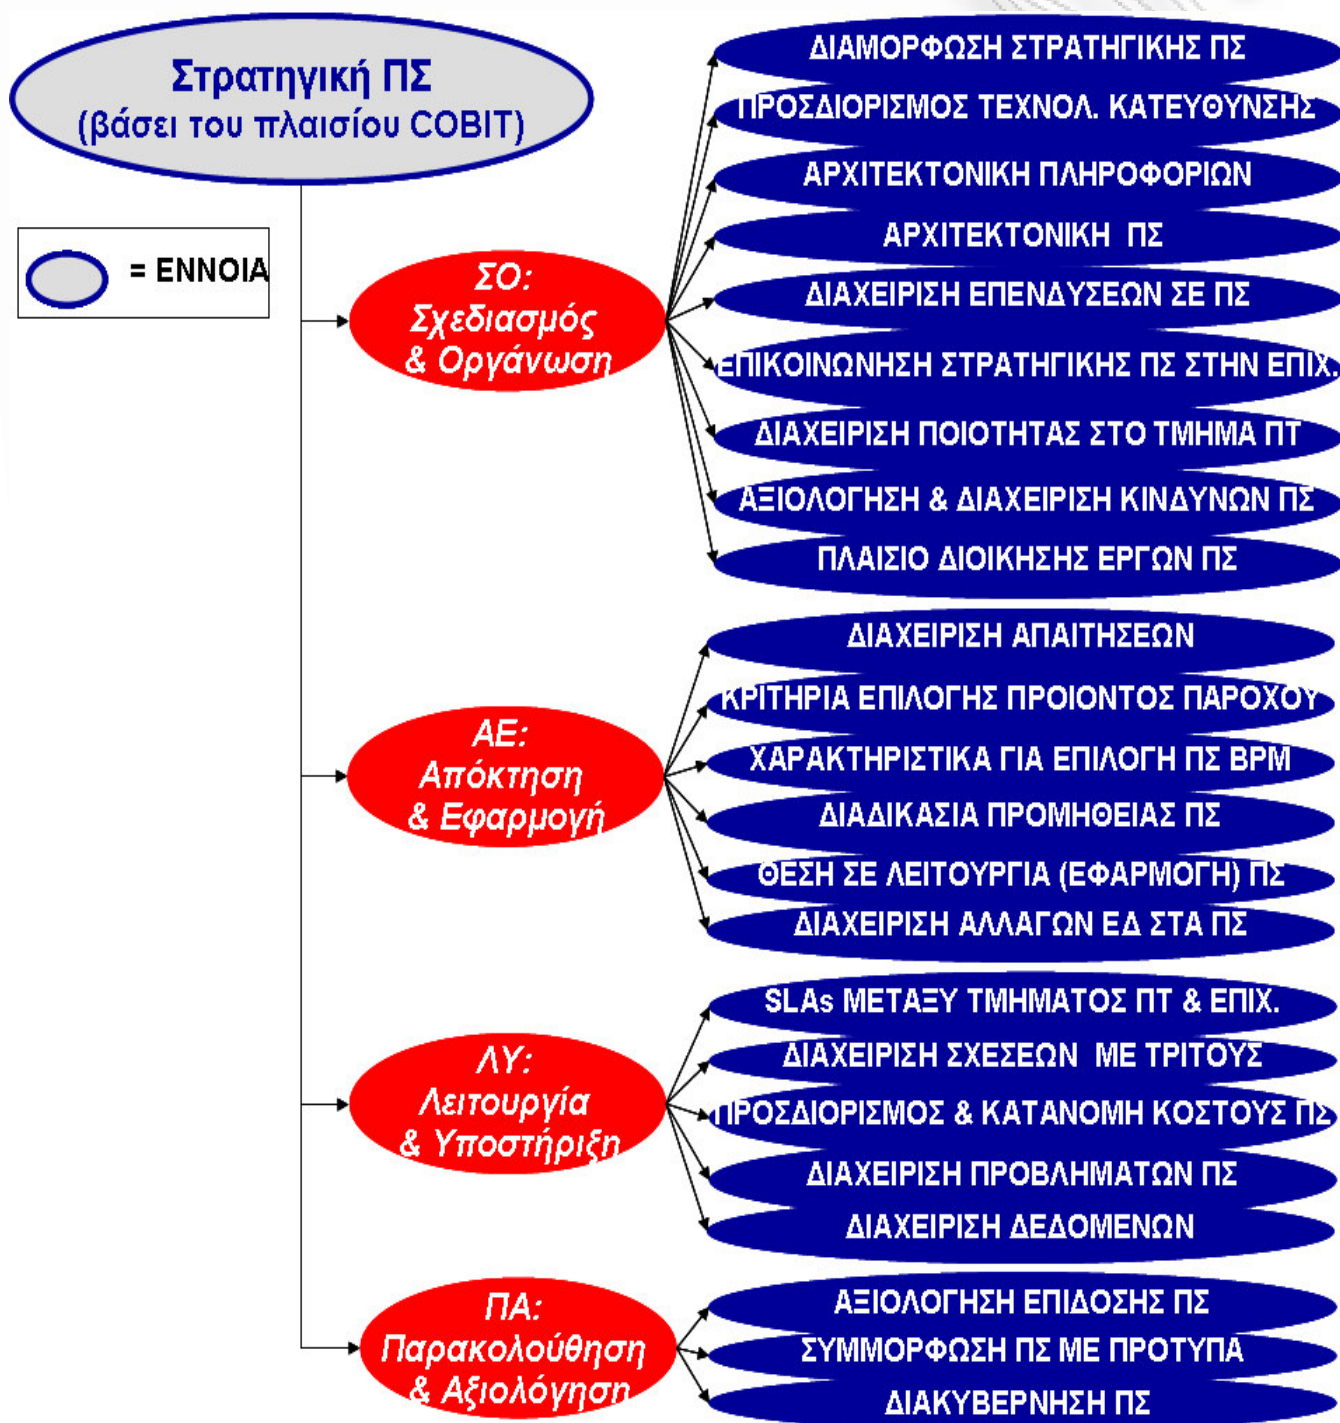 Στρατηγική ΠΣ
(βάσει του πλαισίου COBIT)
= ΕΝΝΟΙΑ
ΣΟ:
Σχεδιασμός
& Οργάνωση
ΔΙΑΜΟΡΦΩΣΗ ΣΤΡΑΤΗΓΙΚΗΣ ΠΣ
ΠΡΟΣΔΙΟΡΙΣΜΟΣ ΤΕΧΝΟΛ. ΚΑΤΕΥΘΥΝΣΗΣ
ΑΡΧΙΤΕΚΤΟΝΙΚΗ ΠΛΗΡΟΦΟΡΙΩΝ
ΑΡΧΙΤΕΚΤΟΝΙΚΗ ΠΣ
ΔΙΑΧΕΙΡΙΣΗ ΕΠΕΝΔΥΣΕΩΝ ΣΕ ΠΣ
ΕΠΙΚΟΙΝΩΝΗΣΗ ΣΤΡΑΤΗΓΙΚΗΣ ΠΣ ΣΤΗΝ ΕΠΙΧ.
ΔΙΑΧΕΙΡΙΣΗ ΠΟΙΟΤΗΤΑΣ ΣΤΟ ΤΜΗΜΑ ΠΤ
ΑΞΙΟΛΟΓΗΣΗ & ΔΙΑΧΕΙΡΙΣΗ ΚΙΝΔΥΝΩΝ ΠΣ
ΠΛΑΙΣΙΟ ΔΙΟΙΚΗΣΗΣ ΕΡΓΩΝ ΠΣ
ΑΕ:
Απόκτηση
& Εφαρμογή
ΔΙΑΧΕΙΡΙΣΗ ΑΠΑΙΤΗΣΕΩΝ
ΚΡΙΤΗΡΙΑ ΕΠΙΛΟΓΗΣ ΠΡΟΙΟΝΤΟΣ ΠΑΡΟΧΟΥ
ΧΑΡΑΚΤΗΡΙΣΤΙΚΑ ΓΙΑ ΕΠΙΛΟΓΗ ΠΣ BPM
ΔΙΑΔΙΚΑΣΙΑ ΠΡΟΜΗΘΕΙΑΣ ΠΣ
ΘΕΣΗ ΣΕ ΛΕΙΤΟΥΡΓΙΑ (ΕΦΑΡΜΟΓΗ) ΠΣ
ΔΙΑΧΕΙΡΙΣΗ ΑΛΛΑΓΩΝ ΕΔ ΣΤΑ ΠΣ
ΛΥ:
Λειτουργία
& Υποστήριξη
SLAs ΜΕΤΑΞΥ ΤΜΗΜΑΤΟΣ ΠΤ & ΕΠΙΧ.
ΔΙΑΧΕΙΡΙΣΗ ΣΧΕΣΕΩΝ ΜΕ ΤΡΙΤΟΥΣ
ΠΡΟΣΔΙΟΡΙΣΜΟΣ & ΚΑΤΑΝΟΜΗ ΚΟΣΤΟΥΣ ΠΣ
ΔΙΑΧΕΙΡΙΣΗ ΠΡΟΒΛΗΜΑΤΩΝ ΠΣ
ΔΙΑΧΕΙΡΙΣΗ ΔΕΔΟΜΕΝΩΝ
ΠΑ:
Παρακολούθηση
& Αξιολόγηση
ΑΞΙΟΛΟΓΗΣΗ ΕΠΙΔΟΣΗΣ ΠΣ
ΣΥΜΜΟΡΦΩΣΗ ΠΣ ΜΕ ΠΡΟΤΥΠΑ
ΔΙΑΚΥΒΕΡΝΗΣΗ ΠΣ